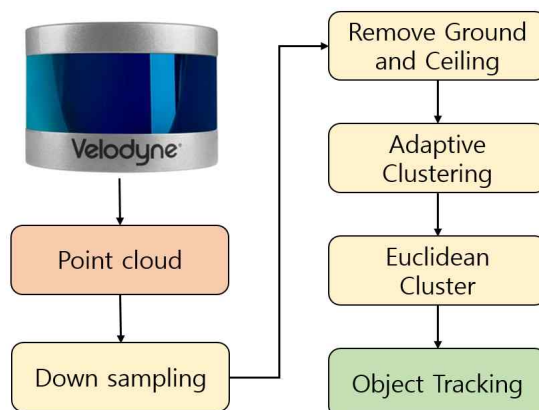 Velodyne
Point cloud
Down sampling
Remove Ground
and Ceiling
Adaptive
Clustering
Euclidean
Cluster
Object Tracking